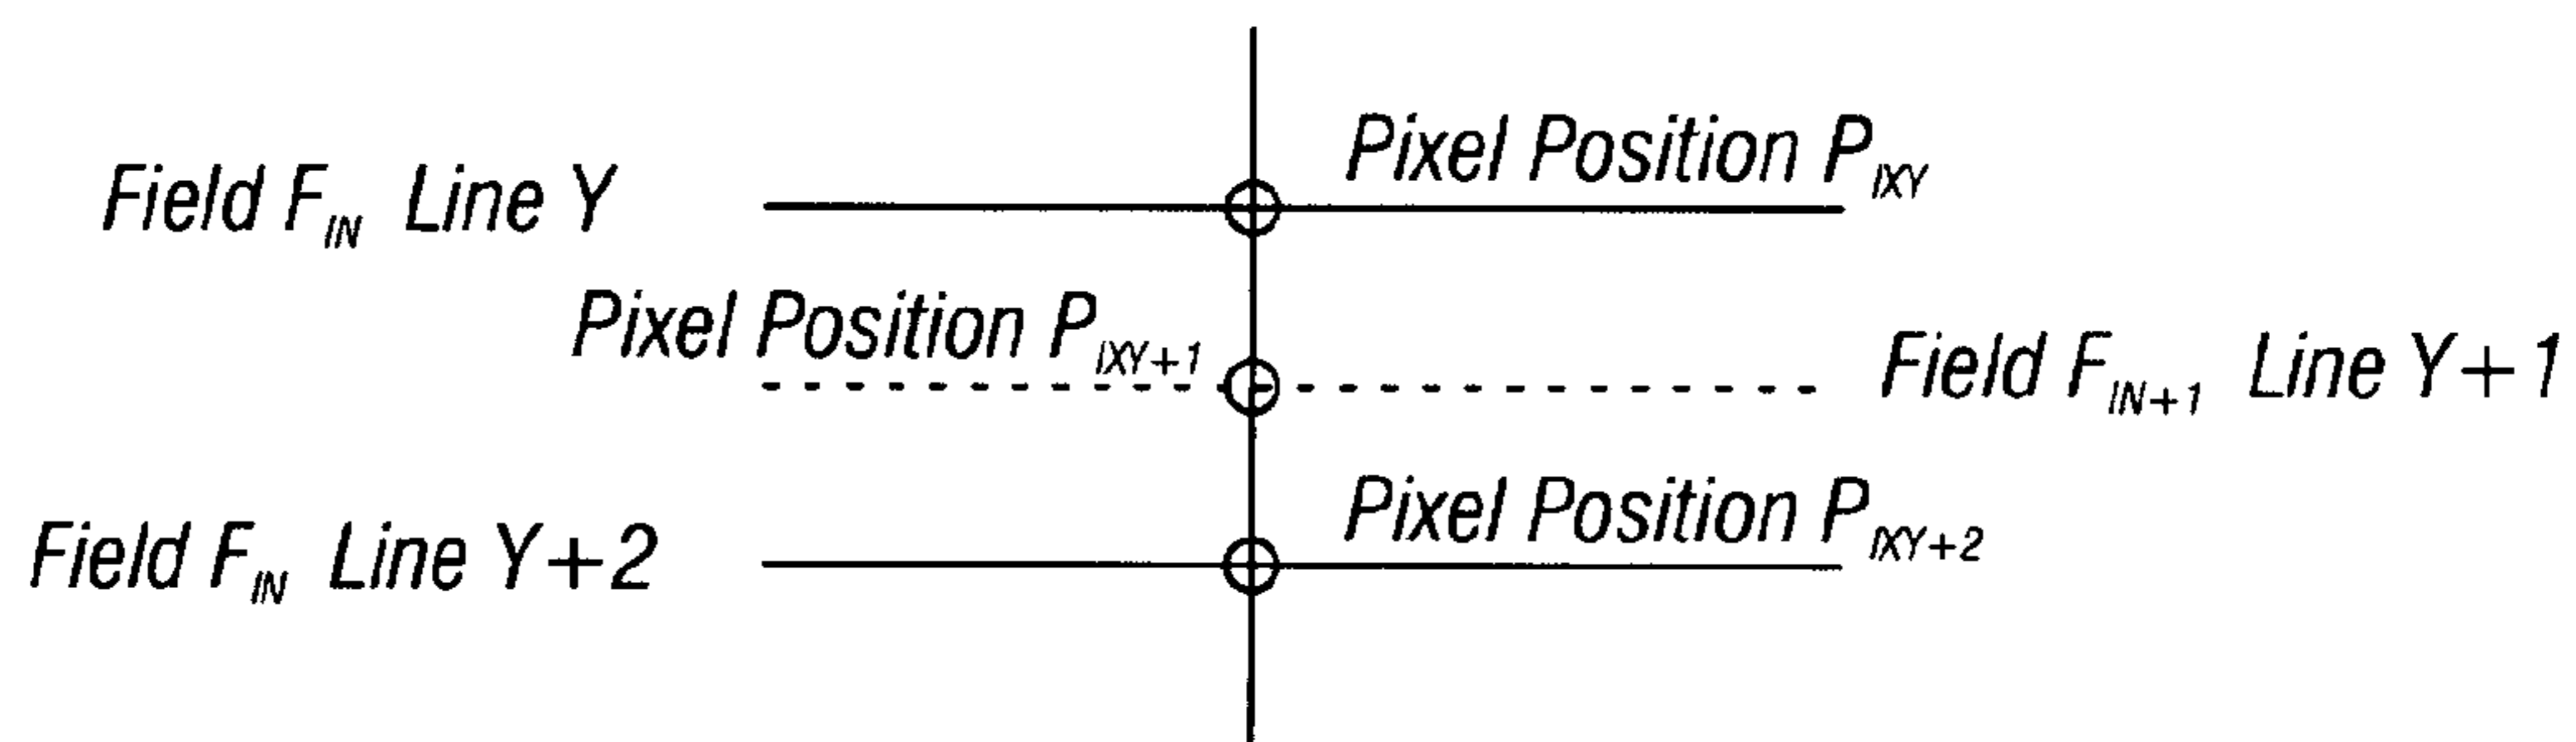 Pixel Position P_IXY
Field F_IN Line Y
Pixel Position P_IXY+1
Field F_IN+1 Line Y+1
Pixel Position P_IXY+2
Field F_IN Line Y+2